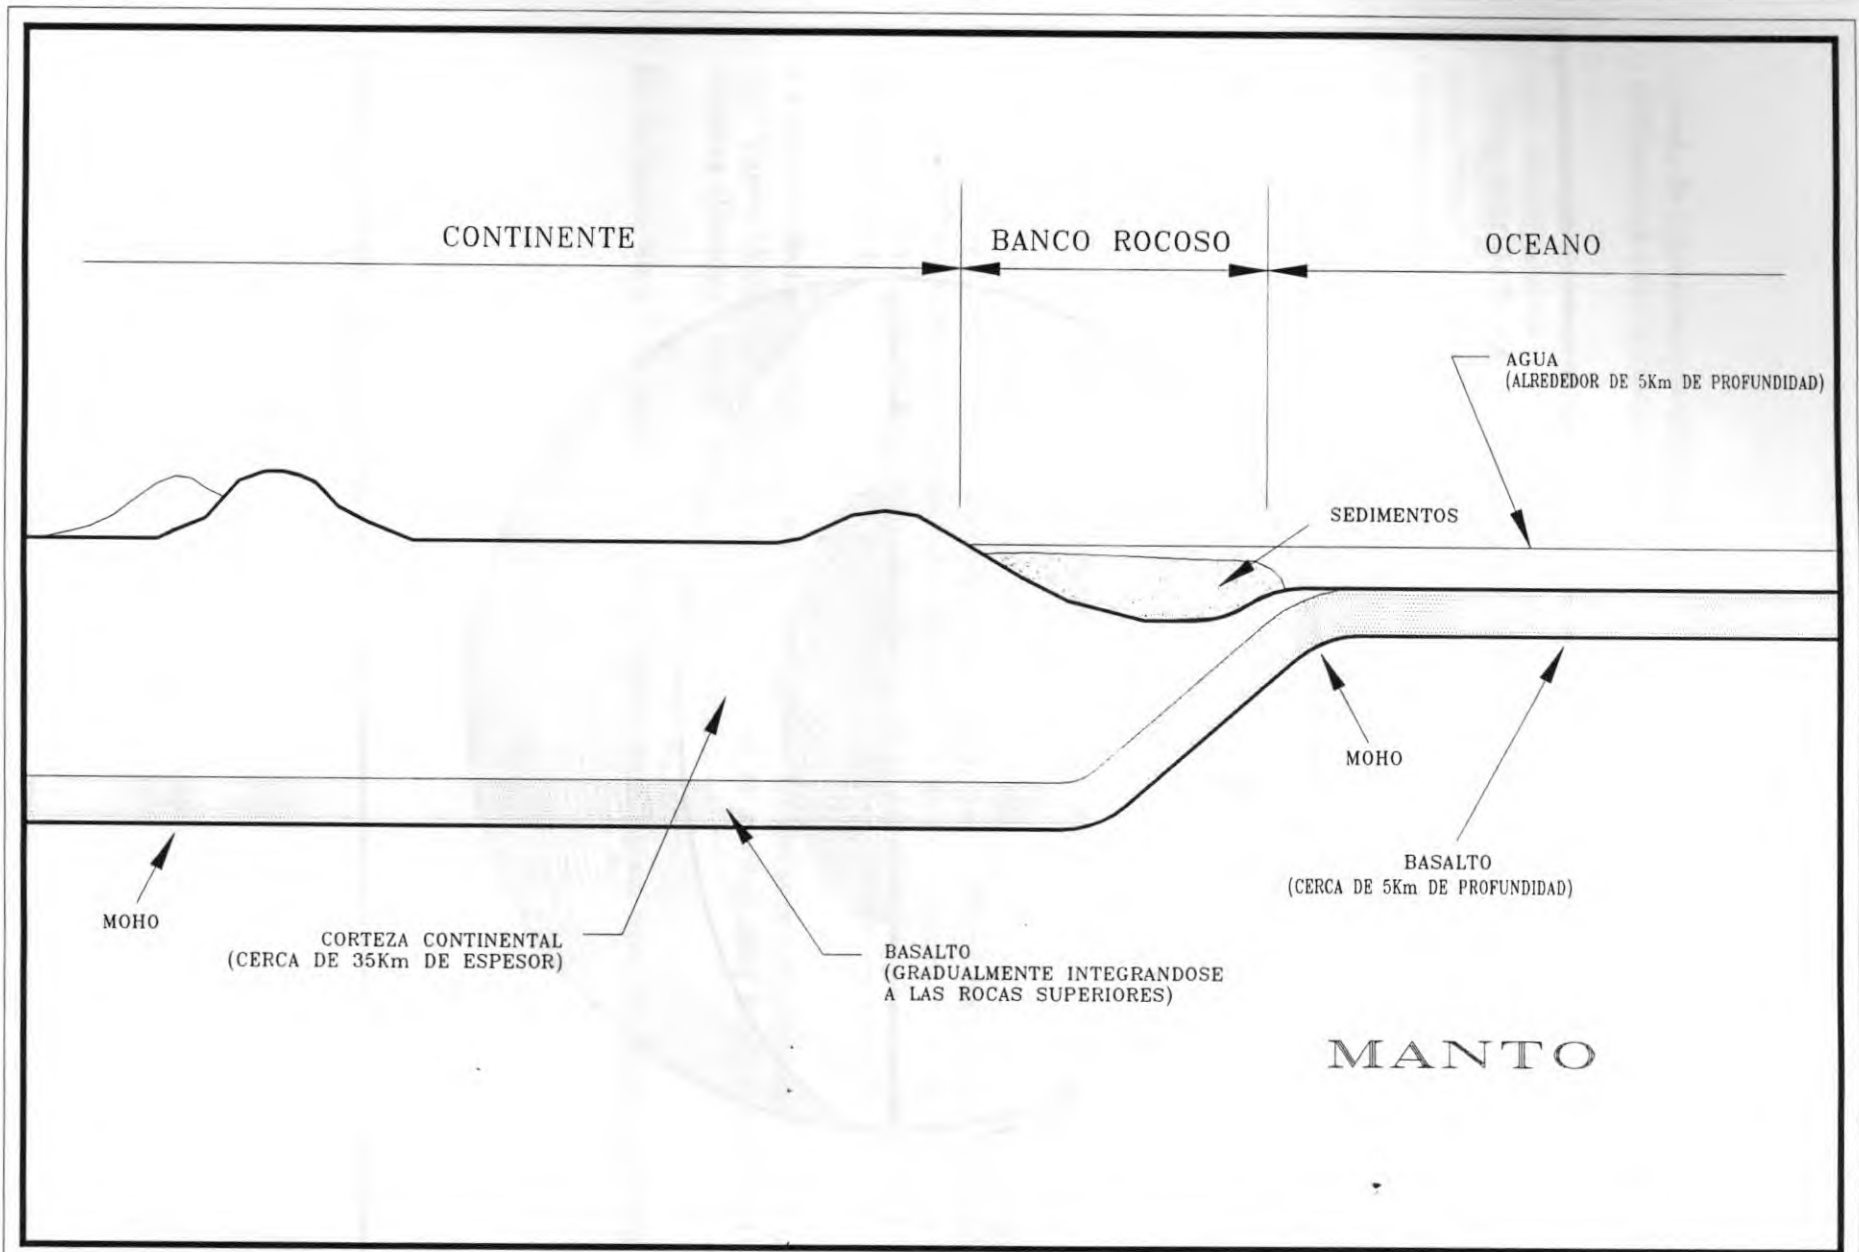 CONTINENTE
BANCO ROCOSO
OCEANO
AGUA
(ALREDEDOR DE 5Km DE PROFUNDIDAD)
SEDIMENTOS
MOHO
BASALTO
(CERCA DE 5Km DE PROFUNDIDAD)
MOHO
CORTEZA CONTINENTAL
(CERCA DE 35Km DE ESPESOR)
BASALTO
(GRADUALMENTE INTEGRANDOSE
A LAS ROCAS SUPERIORES)
MANTO